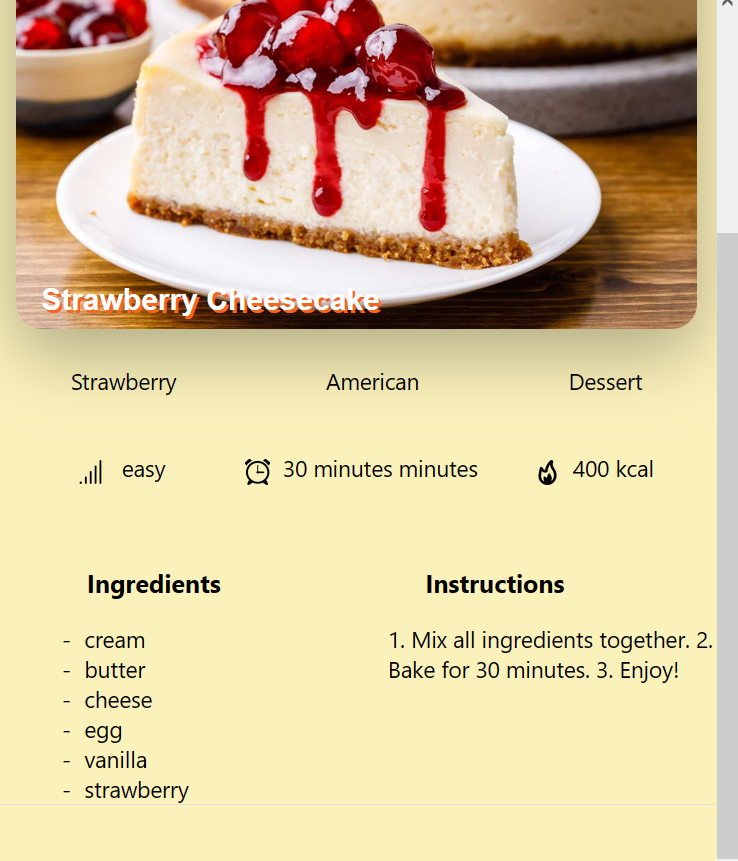 Strawberry Cheesecake
Strawberry American Dessert
easy 30 minutes minutes 400 kcal
Ingredients Instructions
- cream
- butter
- cheese
- egg
- vanilla
- strawberry
1. Mix all ingredients together. 2.
Bake for 30 minutes. 3. Enjoy!